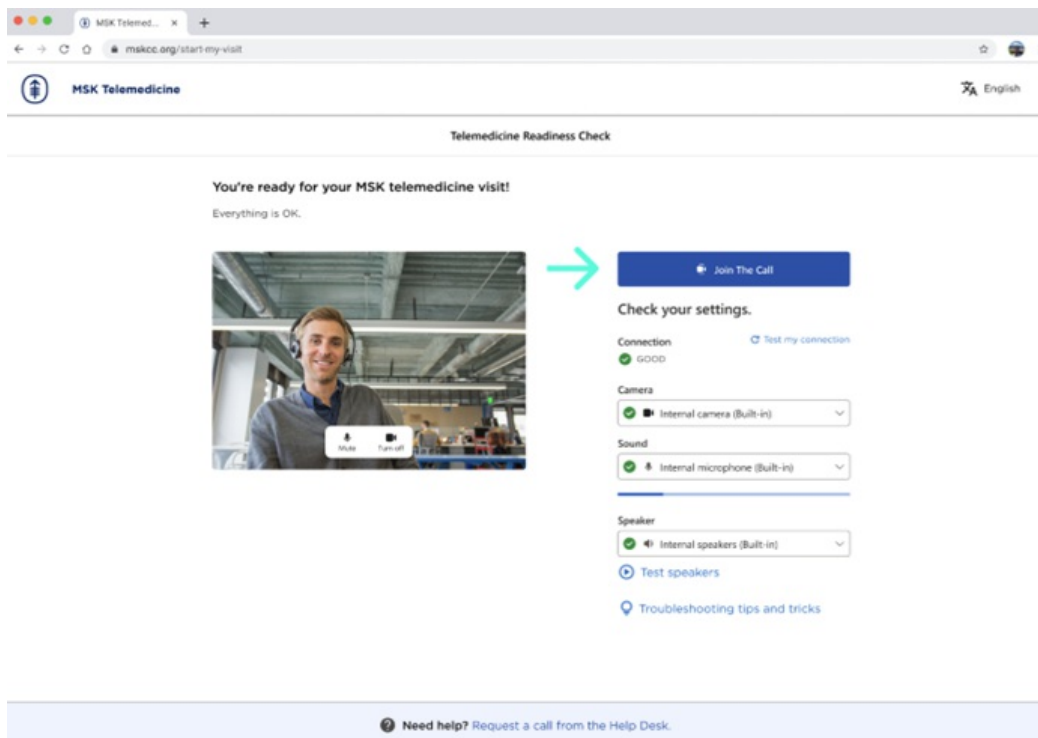 MSK Telemed...
mskcc.org/start-my-visit
MSK Telemedicine
English
Telemedicine Readiness Check
You're ready for your MSK telemedicine visit!
Everything is OK.
Join The Call
Check your settings.
Connection
Test my connection
GOOD
Camera
Internal camera (Built-in)
Sound
Internal microphone (Built-in)
Mute
Turn off
Speaker
Internal speakers (Built-in)
Test speakers
Troubleshooting tips and tricks
Need help? Request a call from the Help Desk.